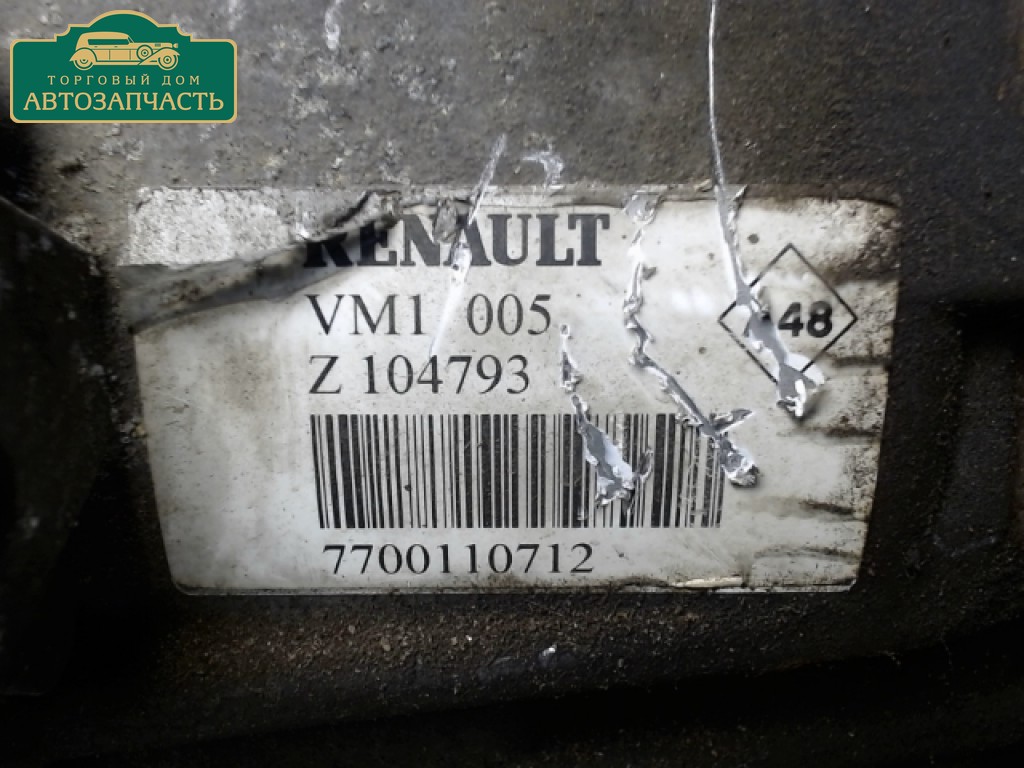 ТОРГОВЫЙ ДОМ
АВТОЗАПЧАСТЬ
RENAULT
VM1 005
48
Z 104793
7700110712